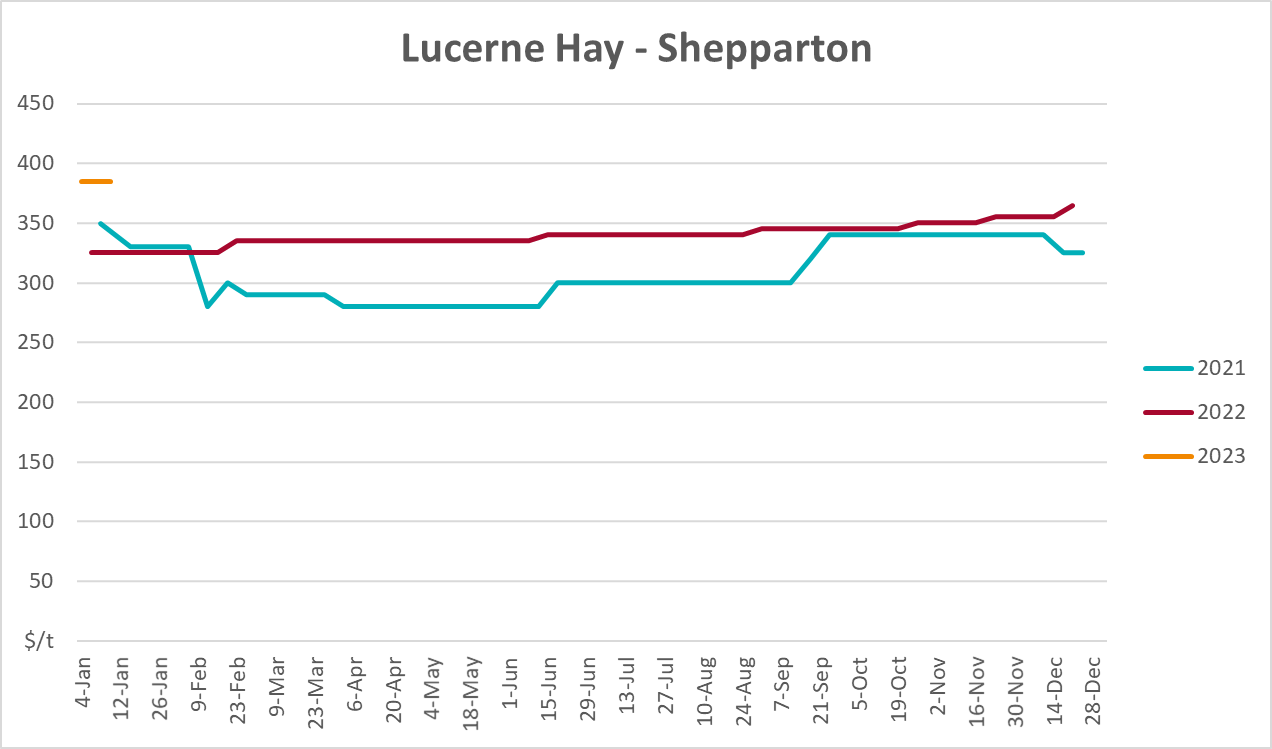 Lucerne Hay - Shepparton
450
400
350
300
250
200
150
100
50
$/t
4-Jan
12-Jan
26-Jan
9-Feb
23-Feb
9-Mar
23-Mar
6-Apr
20-Apr
4-May
18-May
1-Jun
15-Jun
29-Jun
13-Jul
27-Jul
10-Aug
24-Aug
7-Sep
21-Sep
5-Oct
19-Oct
2-Nov
16-Nov
30-Nov
14-Dec
28-Dec
2021
2022
2023